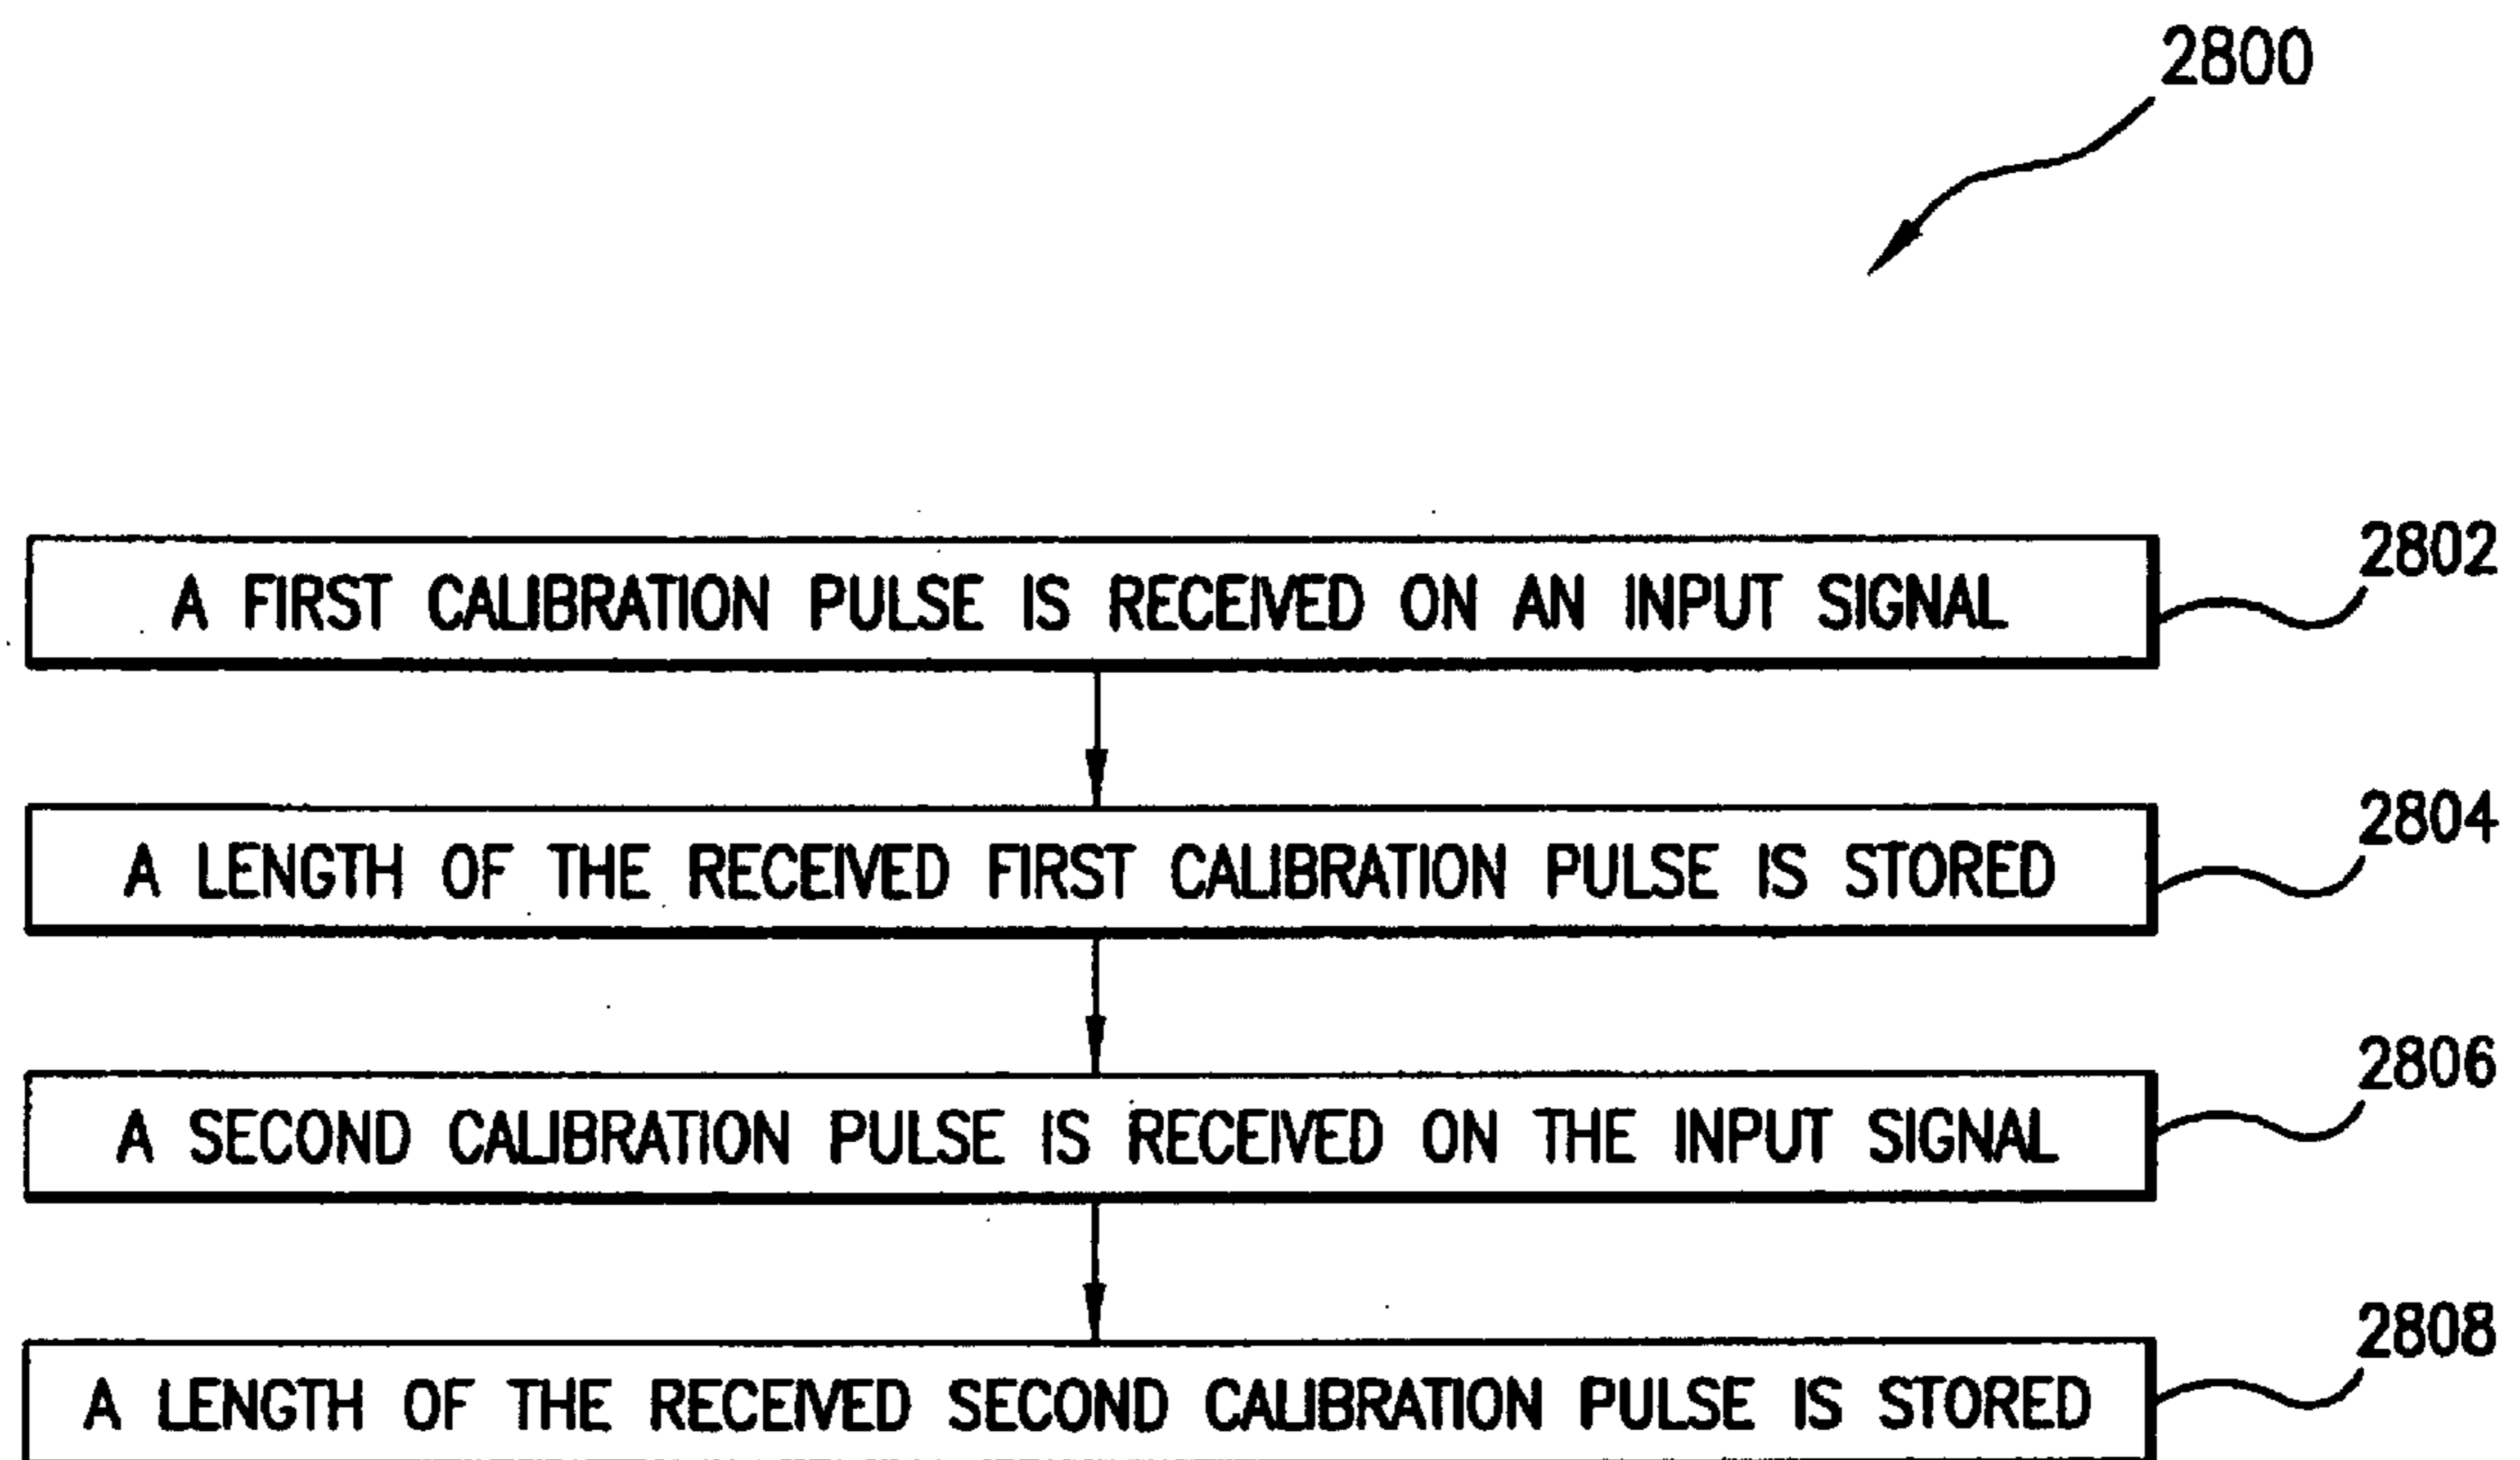 2800
2802
A FIRST CALIBRATION PULSE IS RECEIVED ON AN INPUT SIGNAL
2804
A LENGTH OF THE RECEIVED FIRST CALIBRATION PULSE IS STORED
2806
A SECOND CALIBRATION PULSE IS RECEIVED ON THE INPUT SIGNAL
2808
A LENGTH OF THE RECEIVED SECOND CALIBRATION PULSE IS STORED